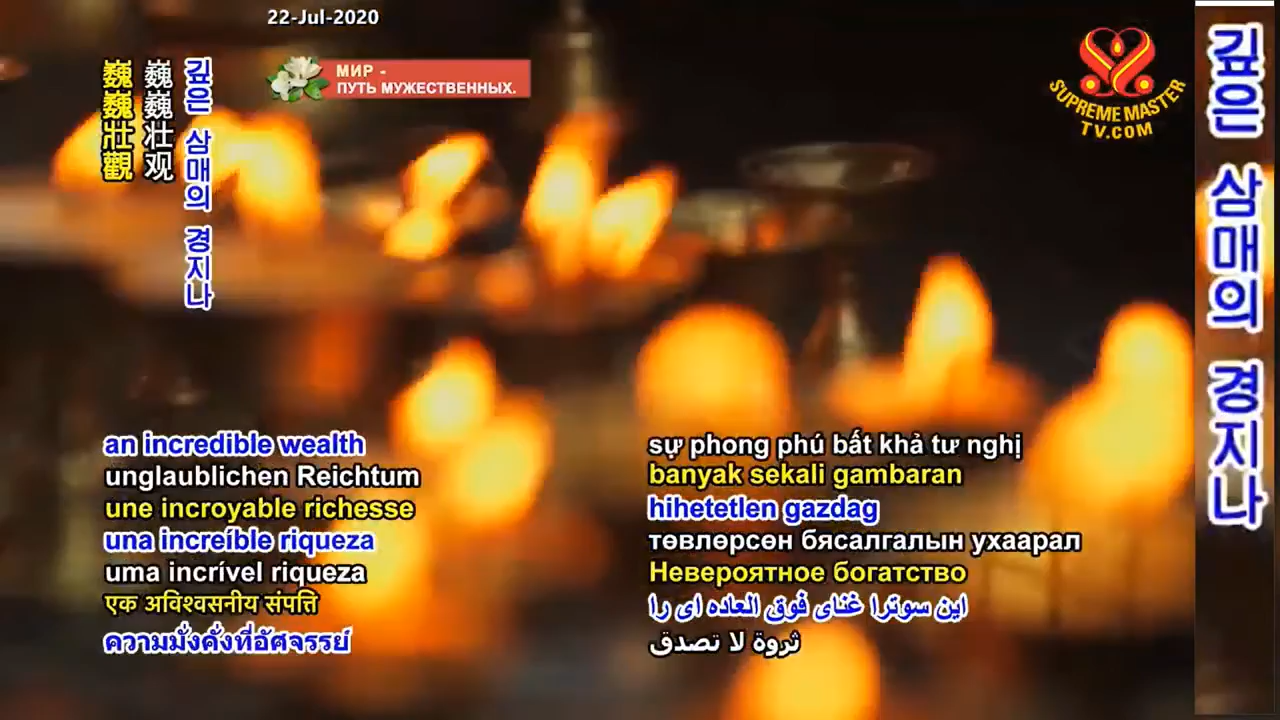 22-Jul-2020
МИР -
ПУТЬ МУЖЕСТВЕННЫХ.
SUPREME MASTER
TV.COM
巍巍壯觀
巍巍壮观
깊은 삼매의 경지나
깊은 삼매의 경지나
an incredible wealth
unglaublichen Reichtum
une incroyable richesse
una increíble riqueza
uma incrível riqueza
एक अविश्वसनीय संपत्ति
ความมั่งคั่งที่อัศจรรย์
sự phong phú bất khả tư nghị
banyak sekali gambaran
hihetetlen gazdag
төвлөрсөн бясалгалын ухаарал
Невероятное богатство
این سوترا غنای فوق العاده ای را
ثروة لا تصدق